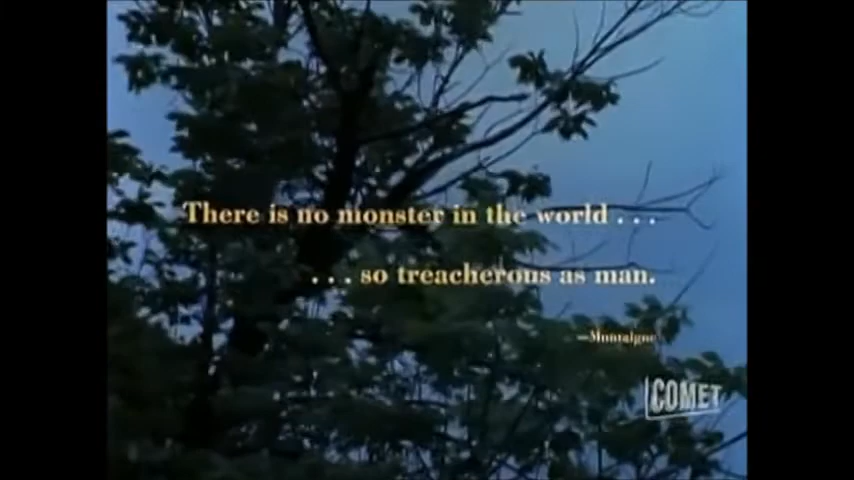 There is no monster in the world . . .
. . . so treacherous as man.
—Montaigne
COMET